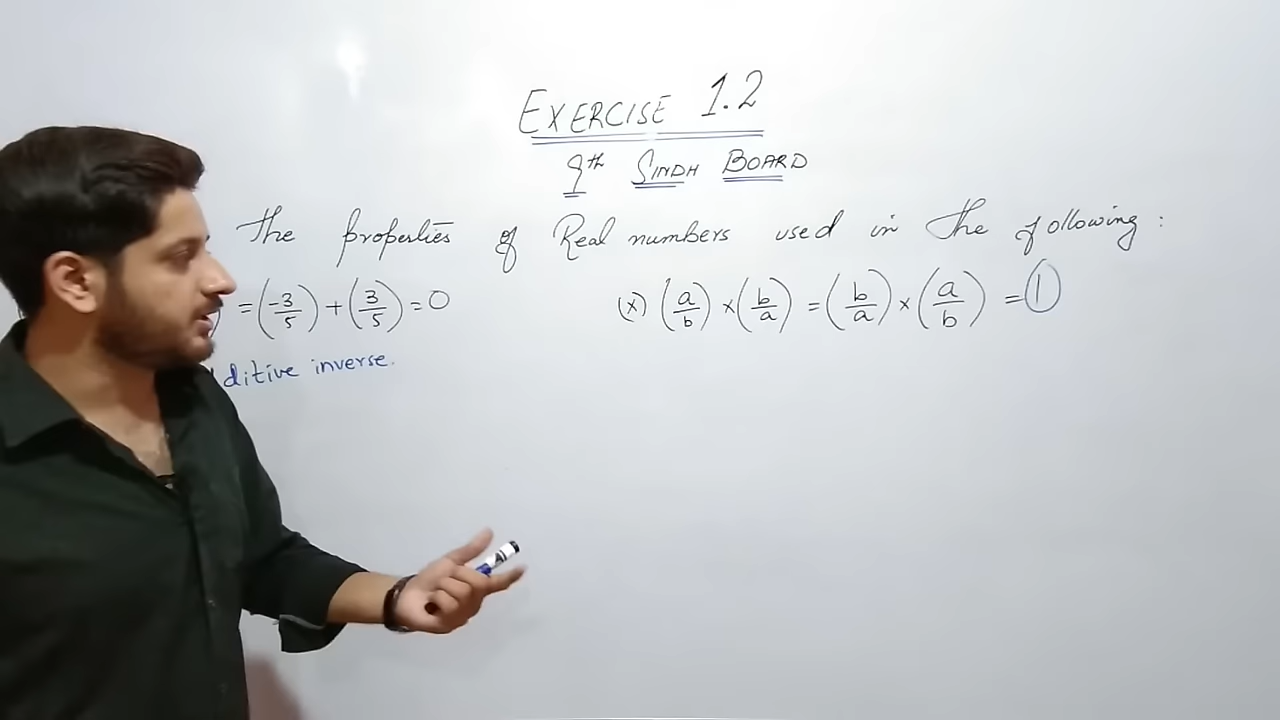 EXERCISE 1.2
9th SINDH BOARD
the properties of Real numbers used in the following :
= (-3/5) + (3/5) = 0
(x) (a/b) × (b/a) = (b/a) × (a/b) = 1
ditive inverse.